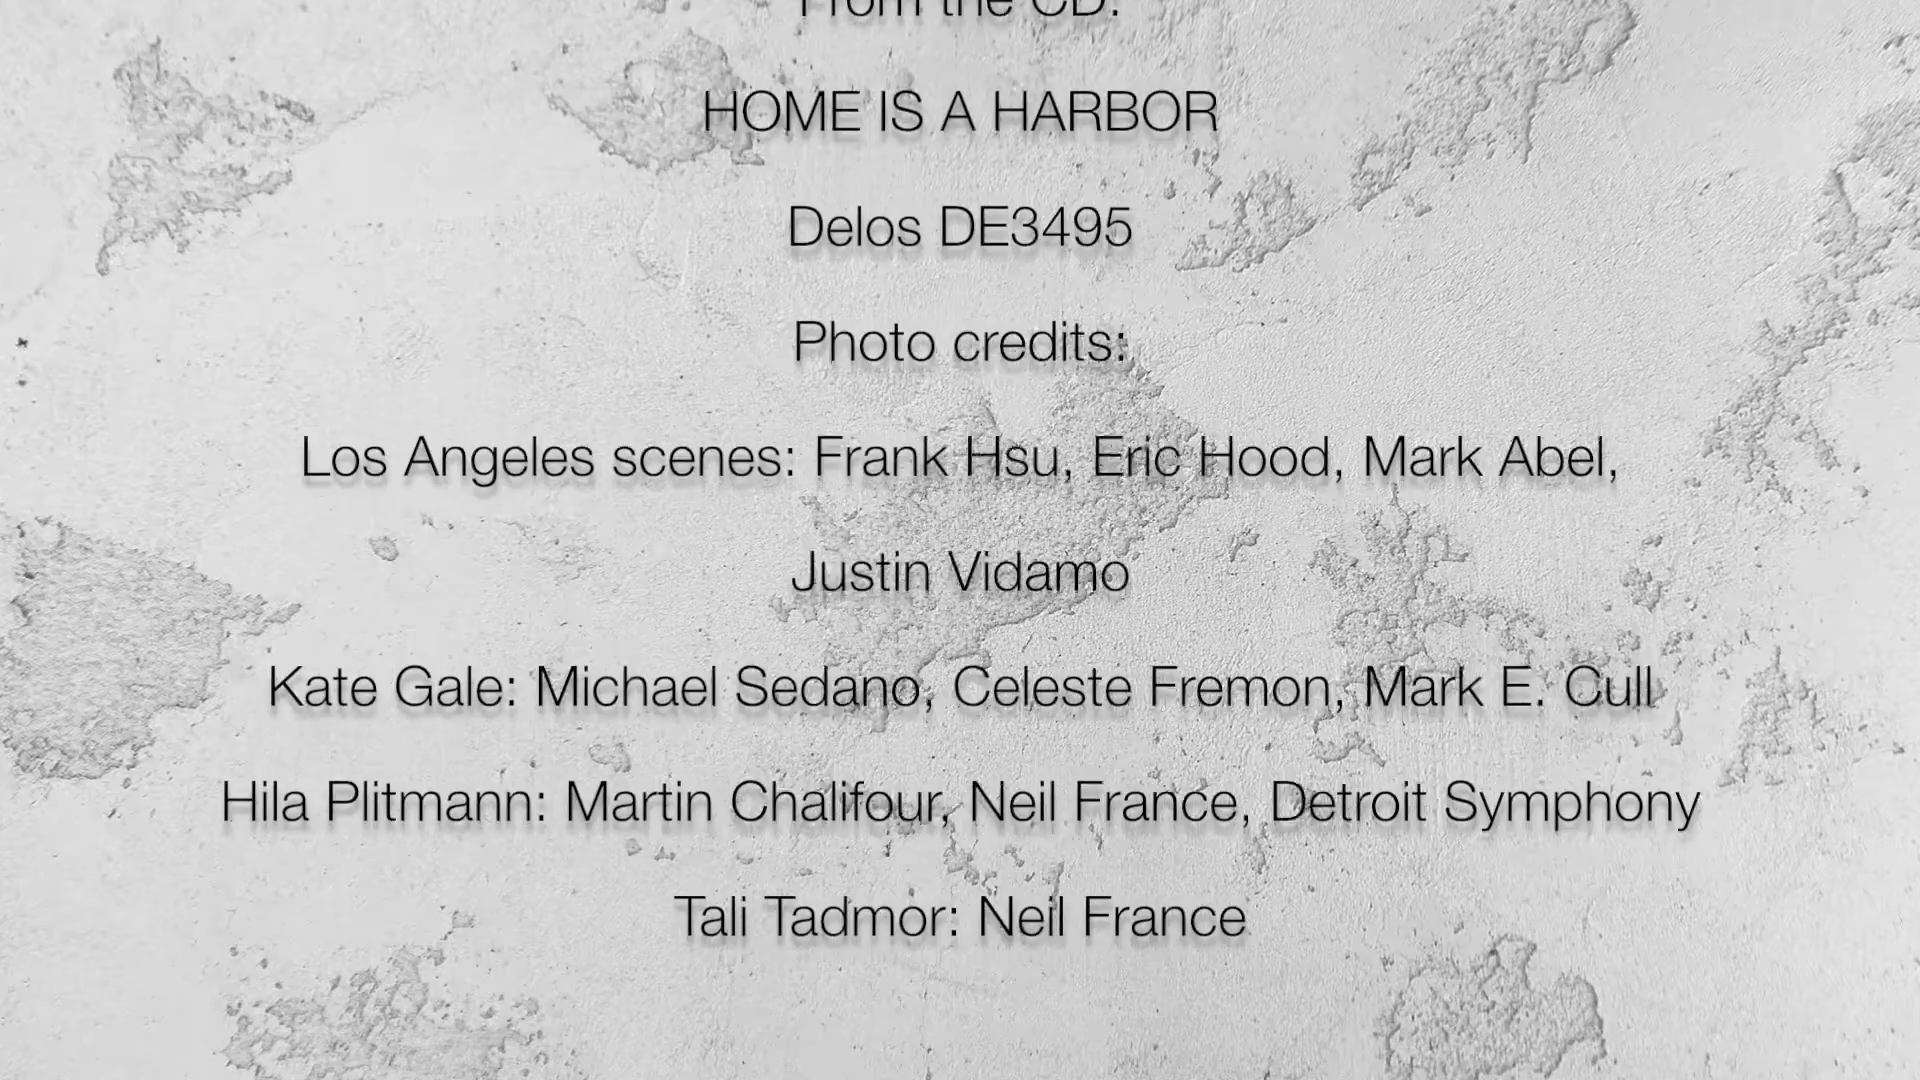 From the CD:
HOME IS A HARBOR
Delos DE3495
Photo credits:
Los Angeles scenes: Frank Hsu, Eric Hood, Mark Abel,
Justin Vidamo
Kate Gale: Michael Sedano, Celeste Fremon, Mark E. Cull
Hila Plitmann: Martin Chalifour, Neil France, Detroit Symphony
Tali Tadmor: Neil France